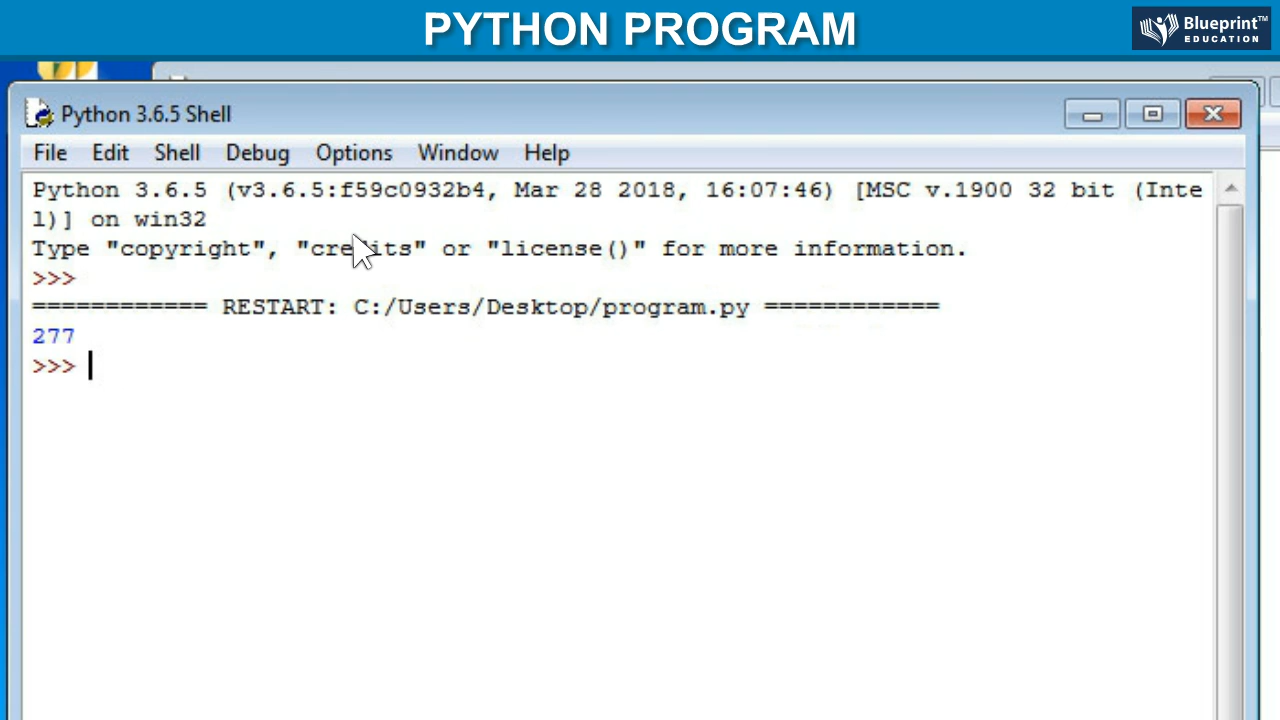 PYTHON PROGRAM
Blueprint™
EDUCATION
Python 3.6.5 Shell
File Edit Shell Debug Options Window Help
Python 3.6.5 (v3.6.5:f59c0932b4, Mar 28 2018, 16:07:46) [MSC v.1900 32 bit (Inte
l)] on win32
Type "copyright", "credits" or "license()" for more information.
>>>
============ RESTART: C:/Users/Desktop/program.py ============
277
>>>